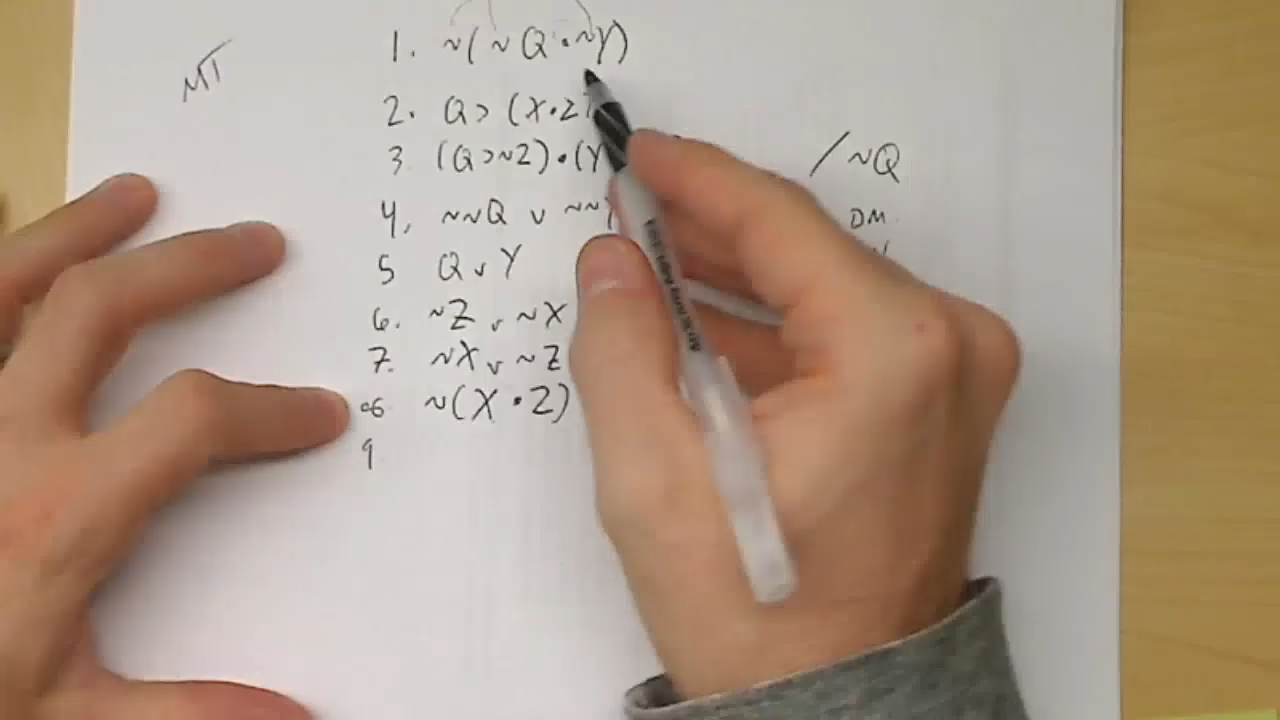 MT
1. ~(~Q·~Y)
2. Q⊃(X·Z)
3. (Q⊃~Z)·(Y
/~Q
4. ~~Q v ~~Y
DM.
5 Q v Y
6. ~Z v ~X
7. ~X v ~Z
8 ~(X·Z)
9